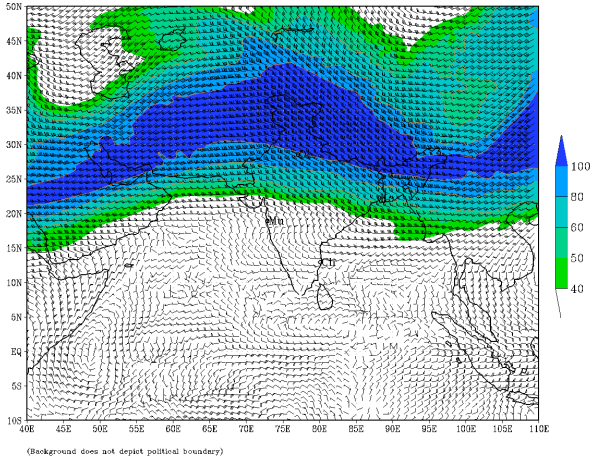 50N
45N
40N
35N
30N
25N
20N
15N
10N
5N
EQ
5S
10S
40E 45E 50E 55E 60E 65E 70E 75E 80E 85E 90E 95E 100E 105E 110E
Mu
Ch
100
80
60
50
40
(Background does not depict political boundary)